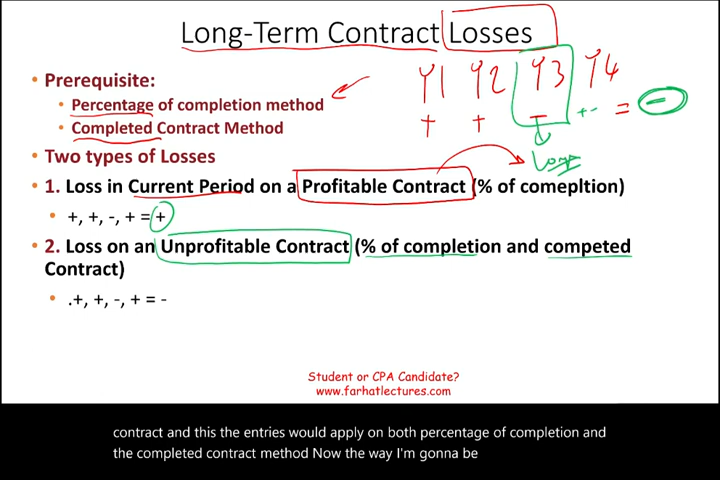 Long-Term Contract Losses
Y1 Y2 Y3 Y4
+ + - +- = -
Loss
• Prerequisite:
• Percentage of completion method
• Completed Contract Method
• Two types of Losses
• 1. Loss in Current Period on a Profitable Contract (% of comepltion)
• +, +, -, + = +
• 2. Loss on an Unprofitable Contract (% of completion and competed
Contract)
• .+, +, -, + = -
Student or CPA Candidate?
www.farhatlectures.com
contract and this the entries would apply on both percentage of completion and
the completed contract method Now the way I'm gonna be